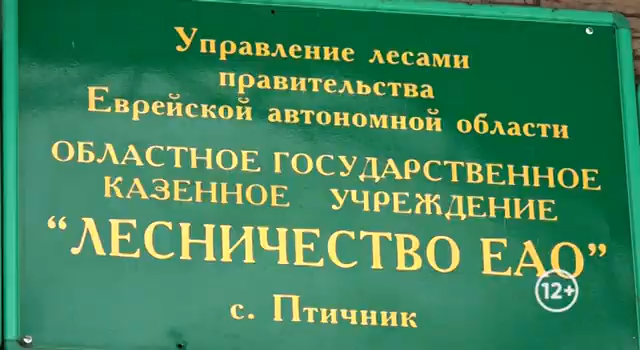 Управление лесами
правительства
Еврейской автономной области
ОБЛАСТНОЕ ГОСУДАРСТВЕННОЕ
КАЗЕННОЕ УЧРЕЖДЕНИЕ
“ЛЕСНИЧЕСТВО ЕАО”
12+
с. Птичник